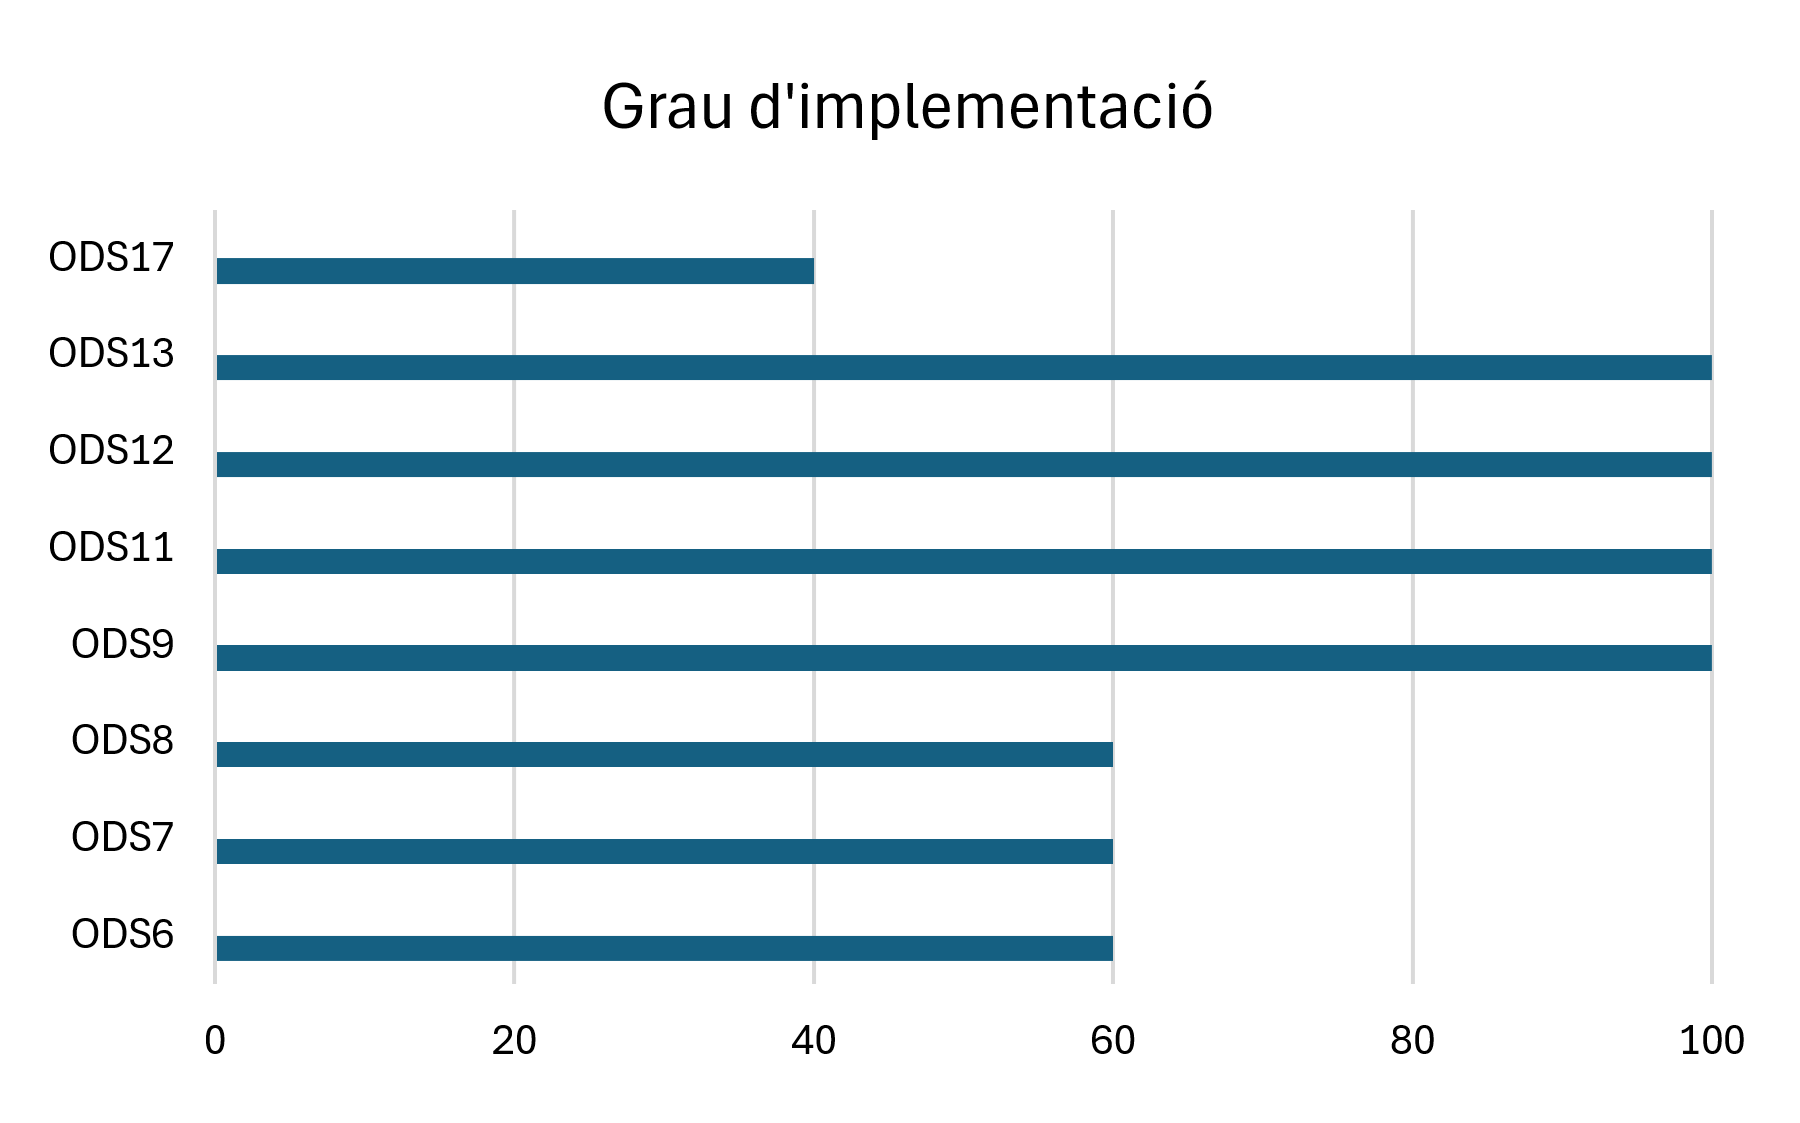 Grau d'implementació
ODS17
ODS13
ODS12
ODS11
ODS9
ODS8
ODS7
ODS6
0 20 40 60 80 100